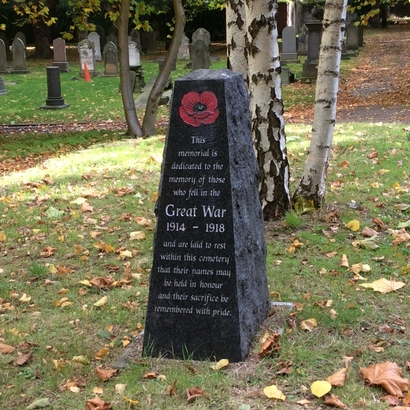 This
memorial is
dedicated to the
memory of those
who fell in the
Great War
1914 - 1918
and are laid to rest
within this cemetery
that their names may
be held in honour
and their sacrifice be
remembered with pride.